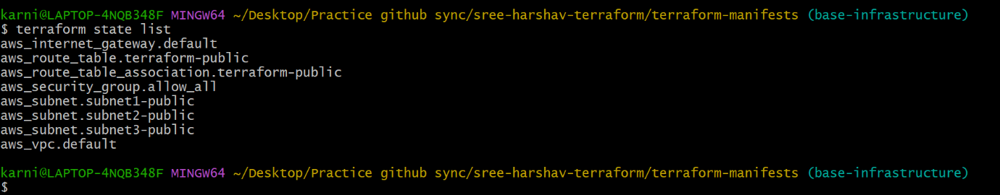 karni@LAPTOP-4NQB348F MINGW64 ~/Desktop/Practice github sync/sree-harshav-terraform/terraform-manifests (base-infrastructure)
$ terraform state list
aws_internet_gateway.default
aws_route_table.terraform-public
aws_route_table_association.terraform-public
aws_security_group.allow_all
aws_subnet.subnet1-public
aws_subnet.subnet2-public
aws_subnet.subnet3-public
aws_vpc.default
karni@LAPTOP-4NQB348F MINGW64 ~/Desktop/Practice github sync/sree-harshav-terraform/terraform-manifests (base-infrastructure)
$